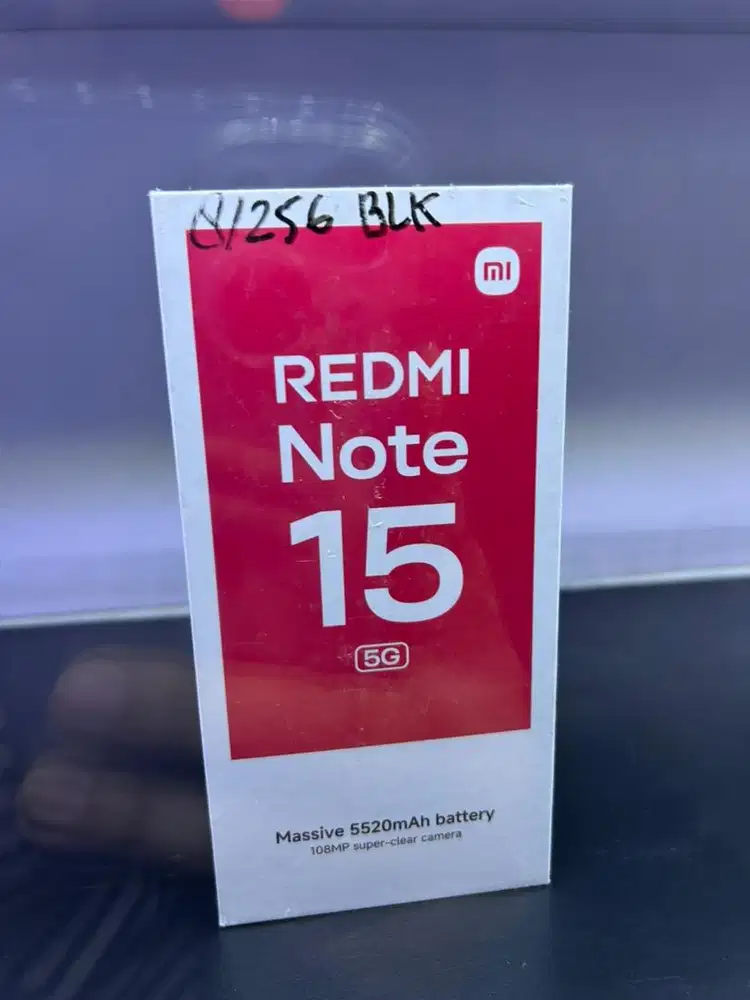 8/256 BLK
mi
REDMI
Note
15
5G
Massive 5520mAh battery
108MP super-clear camera